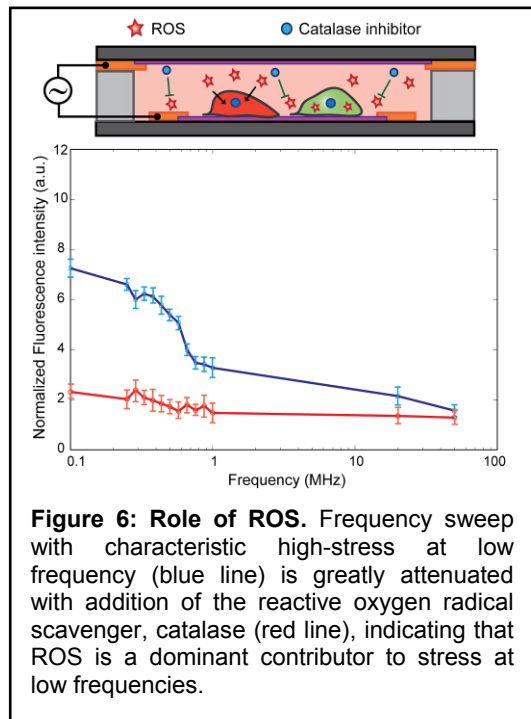 ROS Catalase inhibitor
12
10
8
6
4
2
0
Normalized Fluorescence intensity (a.u.)
0.1 1 10 100
Frequency (MHz)
Figure 6: Role of ROS. Frequency sweep
with characteristic high-stress at low
frequency (blue line) is greatly attenuated
with addition of the reactive oxygen radical
scavenger, catalase (red line), indicating that
ROS is a dominant contributor to stress at
low frequencies.